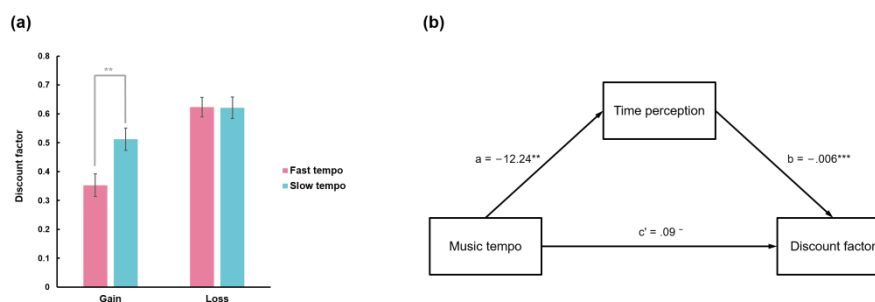 (a)
0.8
0.7
0.6
0.5
0.4
0.3
0.2
0.1
0
Discount factor
**
Gain
Loss
Fast tempo
Slow tempo
(b)
Time perception
a = −12.24**
b = −.006***
Music tempo
c' = .09 ⁻
Discount factor